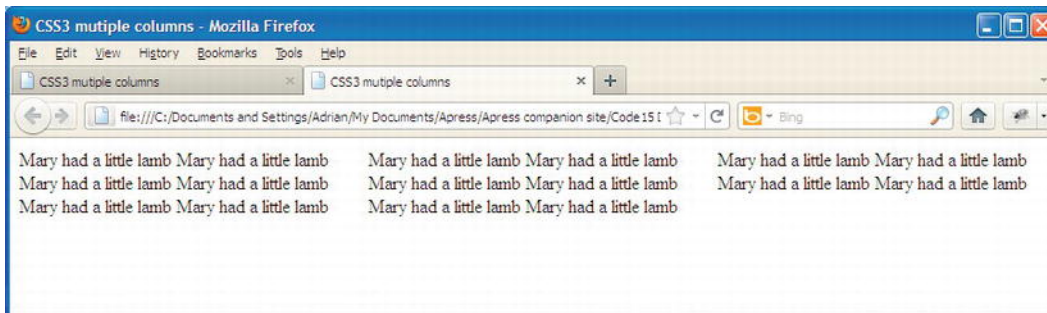 CSS3 mutiple columns - Mozilla Firefox
File Edit View History Bookmarks Tools Help
CSS3 mutiple columns
CSS3 mutiple columns
file:///C:/Documents and Settings/Adrian/My Documents/Apress/Apress companion site/Code15
Bing
Mary had a little lamb Mary had a little lamb
Mary had a little lamb Mary had a little lamb
Mary had a little lamb Mary had a little lamb
Mary had a little lamb Mary had a little lamb
Mary had a little lamb Mary had a little lamb
Mary had a little lamb Mary had a little lamb
Mary had a little lamb Mary had a little lamb
Mary had a little lamb Mary had a little lamb